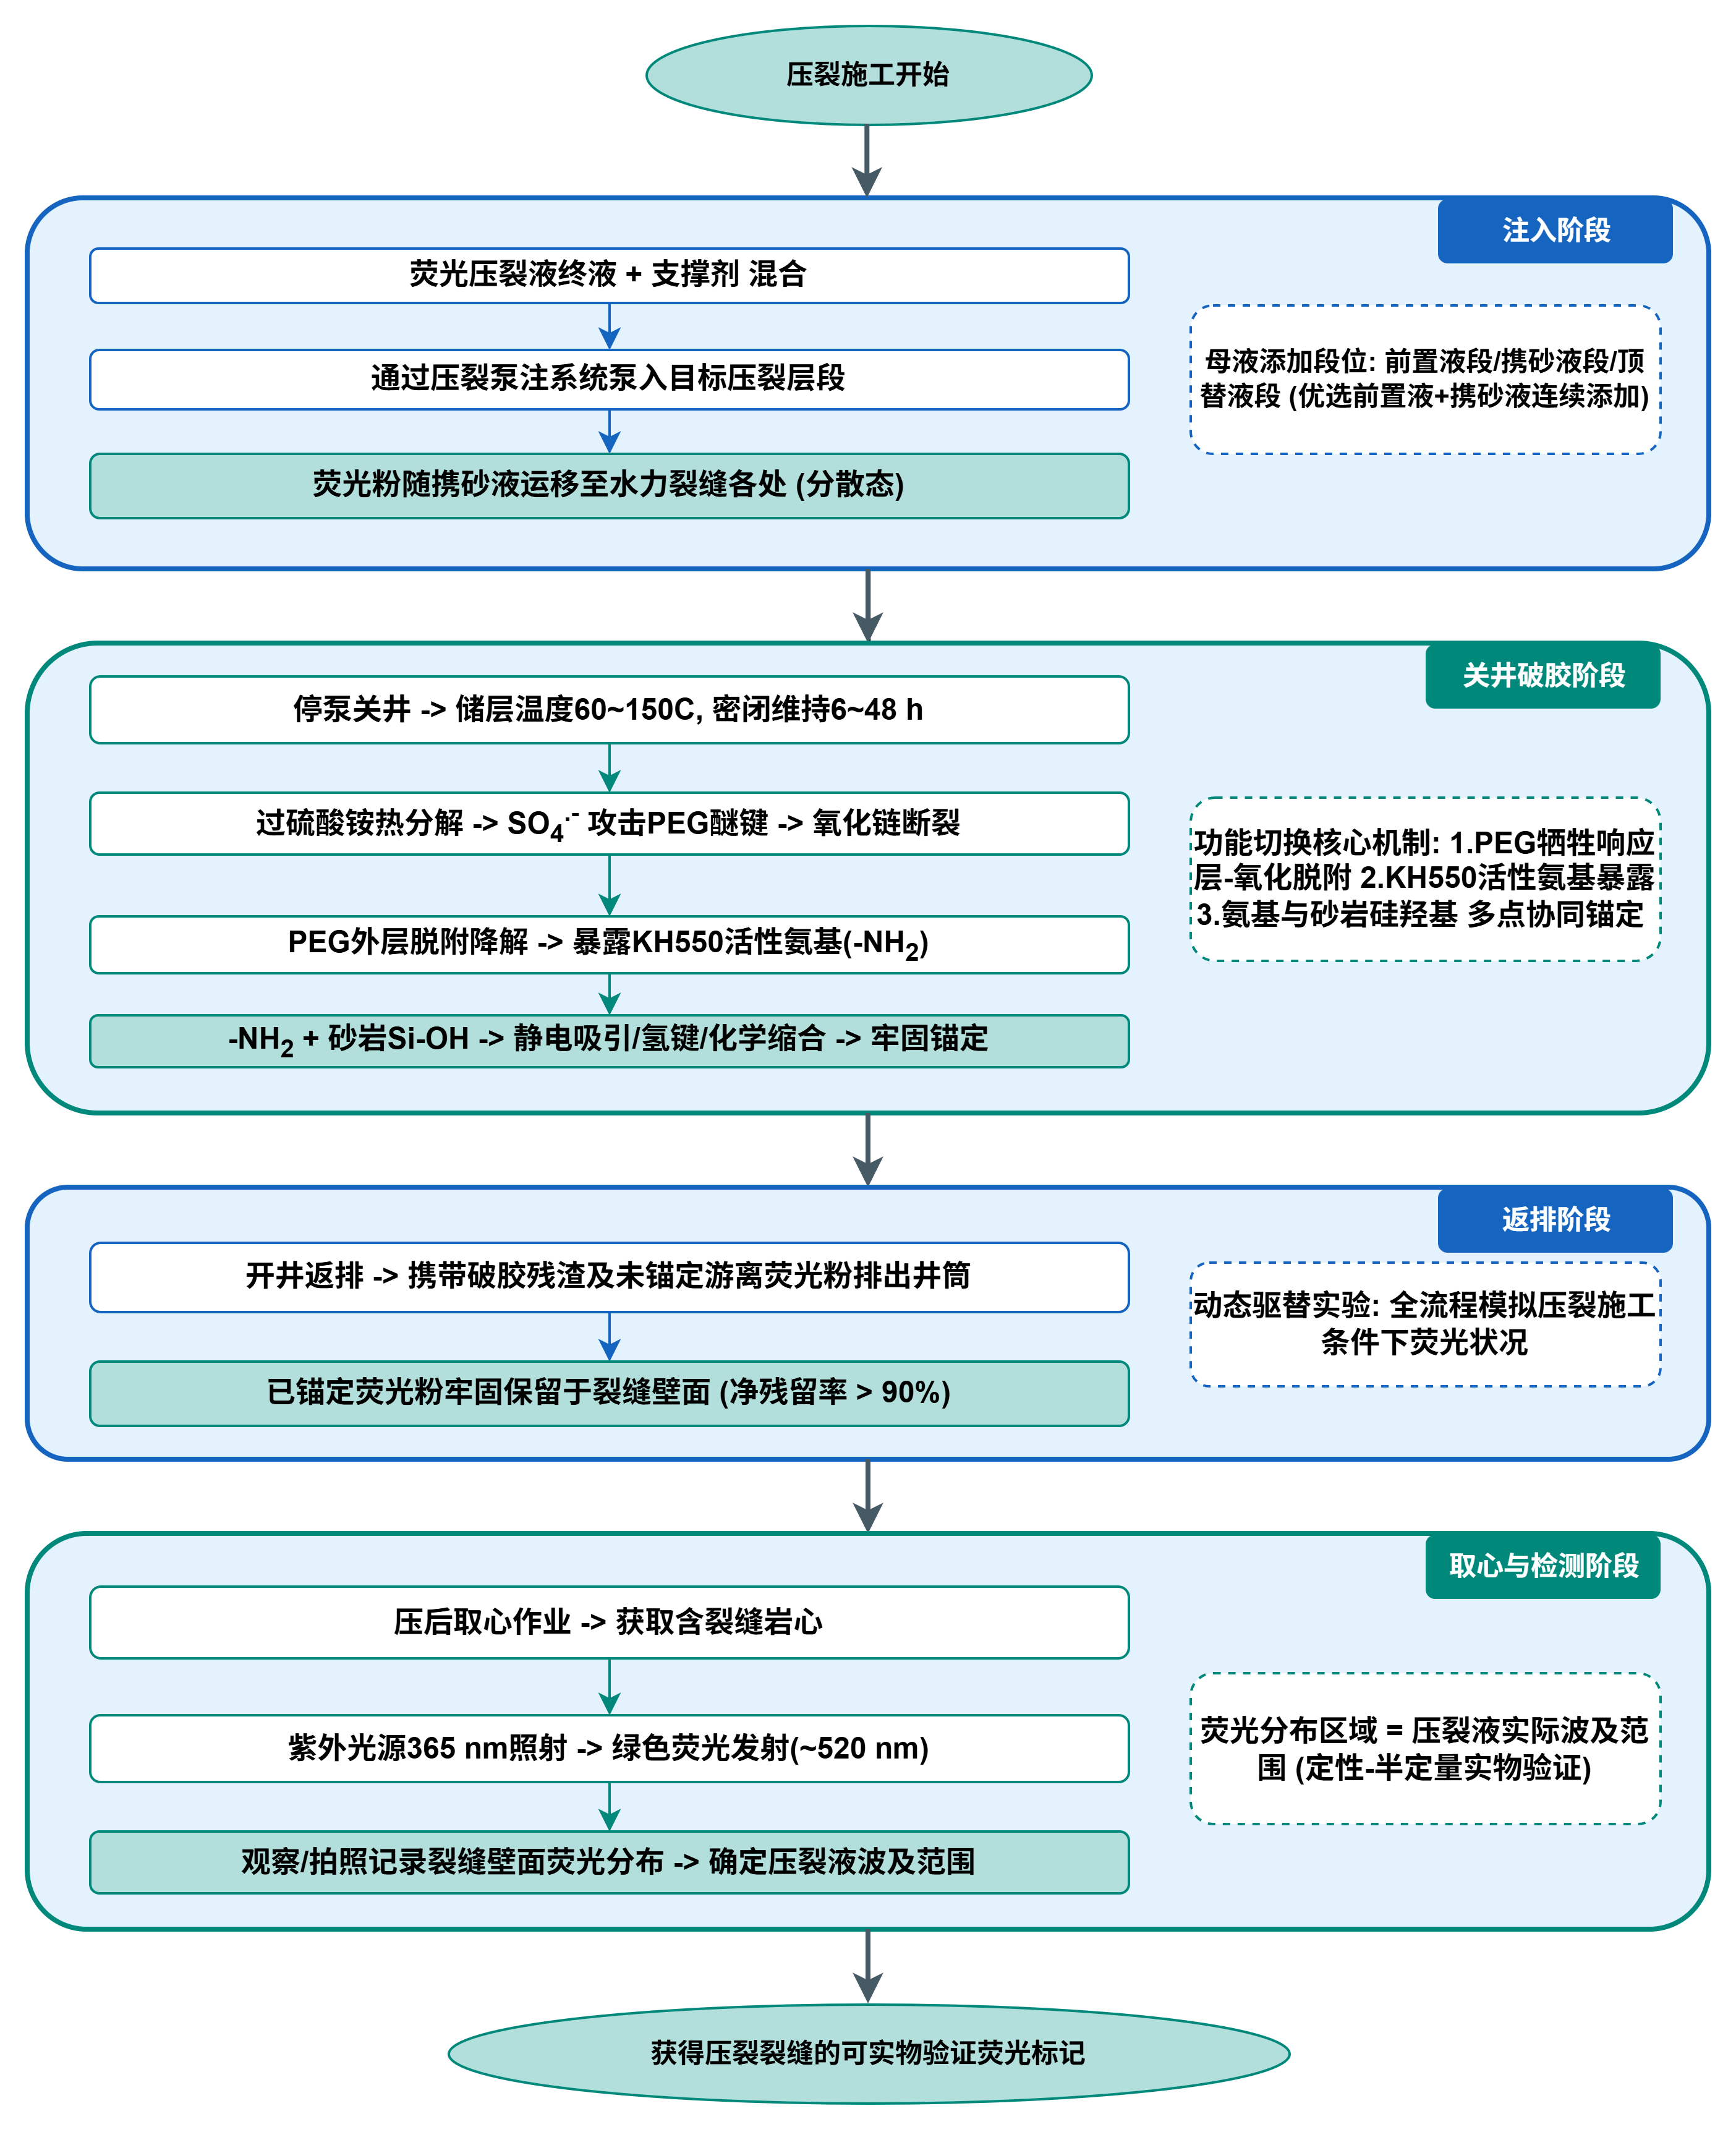 压裂施工开始
注入阶段
荧光压裂液终液 + 支撑剂 混合
通过压裂泵注系统泵入目标压裂层段
荧光粉随携砂液运移至水力裂缝各处 (分散态)
母液添加段位: 前置液段/携砂液段/顶
替液段 (优选前置液+携砂液连续添加)
关井破胶阶段
停泵关井 -> 储层温度60~150C, 密闭维持6~48 h
过硫酸铵热分解 -> SO₄·⁻ 攻击PEG醚键 -> 氧化链断裂
PEG外层脱附降解 -> 暴露KH550活性氨基(-NH₂)
-NH₂ + 砂岩Si-OH -> 静电吸引/氢键/化学缩合 -> 牢固锚定
功能切换核心机制: 1.PEG牺牲响应
层-氧化脱附 2.KH550活性氨基暴露
3.氨基与砂岩硅羟基 多点协同锚定
返排阶段
开井返排 -> 携带破胶残渣及未锚定游离荧光粉排出井筒
已锚定荧光粉牢固保留于裂缝壁面 (净残留率 > 90%)
动态驱替实验: 全流程模拟压裂施工
条件下荧光状况
取心与检测阶段
压后取心作业 -> 获取含裂缝岩心
紫外光源365 nm照射 -> 绿色荧光发射(~520 nm)
观察/拍照记录裂缝壁面荧光分布 -> 确定压裂液波及范围
荧光分布区域 = 压裂液实际波及范
围 (定性-半定量实物验证)
获得压裂裂缝的可实物验证荧光标记